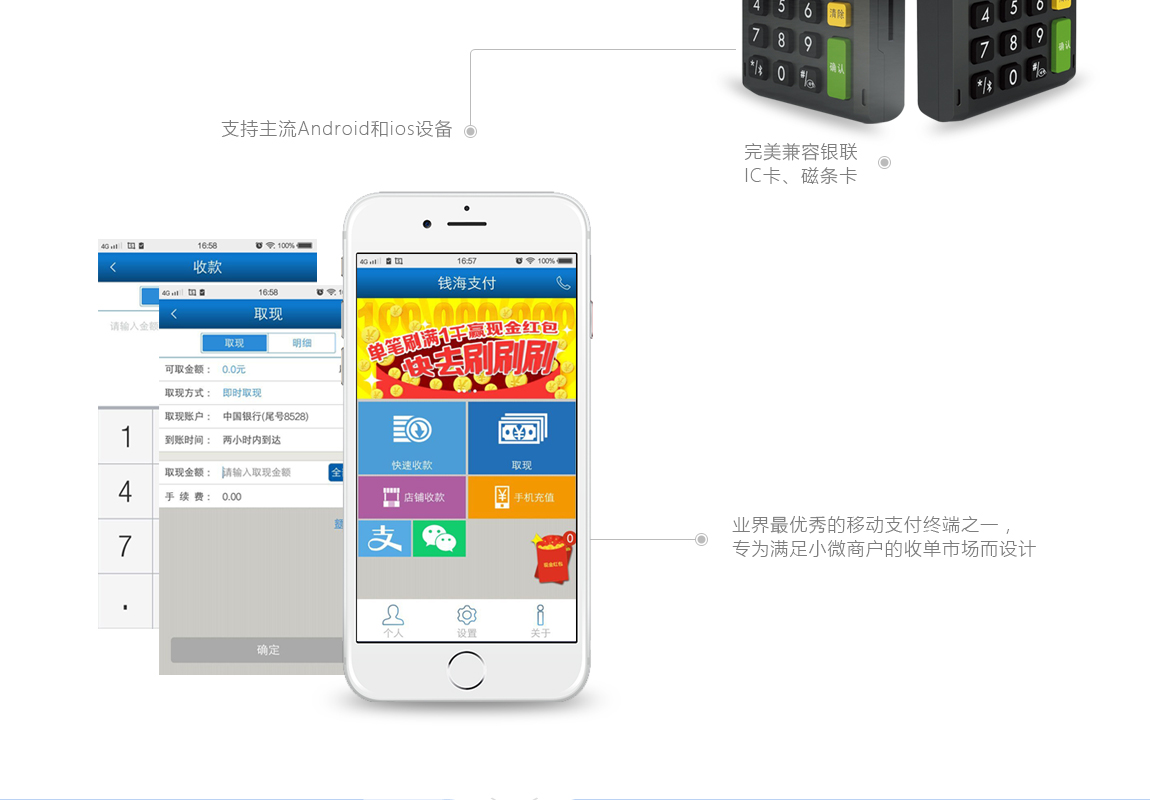 4 5 6 清除
7 8 9 确认
*/ 0 #/
4 5 6
7 8 9 确认
*/ 0 #/
支持主流Android和ios设备
完美兼容银联
IC卡、磁条卡
4G 16:58 100%
收款
请输入金额
1
4
7
.
4G 16:58
取现
取现 明细
可取金额： 0.0元
取现方式： 即时取现
取现账户： 中国银行(尾号8528)
到账时间： 两小时内到达
取现金额： 请输入取现金额 全
手 续 费： 0.00
确定
4G 16:57 100%
钱海支付
100,000,000
单笔刷满1千赢现金红包
快去刷刷刷
快速收款 取现
店铺收款 手机充值
支
0
现金红包
个人 设置 关于
业界最优秀的移动支付终端之一，
专为满足小微商户的收单市场而设计